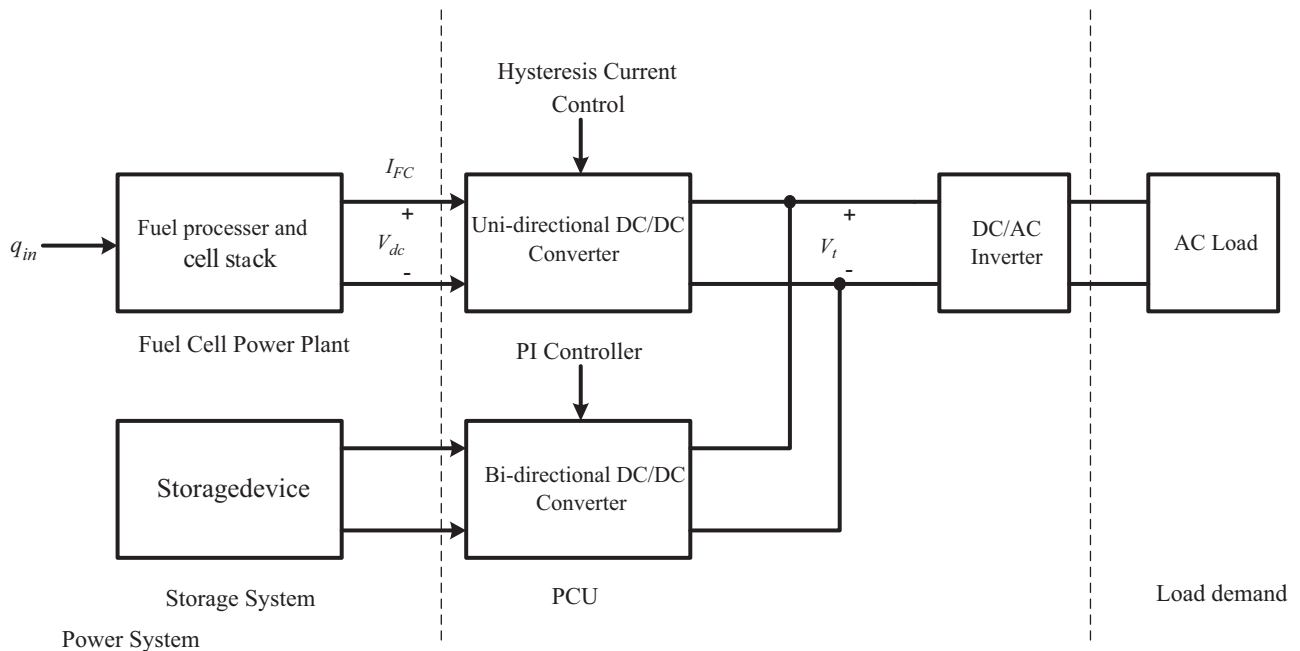 Hysteresis Current
Control
I_FC
+
V_dc
-
q_in
Fuel processer and
cell stack
Uni-directional DC/DC
Converter
+
V_t
-
DC/AC
Inverter
AC Load
Fuel Cell Power Plant
PI Controller
Storagedevice
Bi-directional DC/DC
Converter
Storage System
PCU
Load demand
Power System